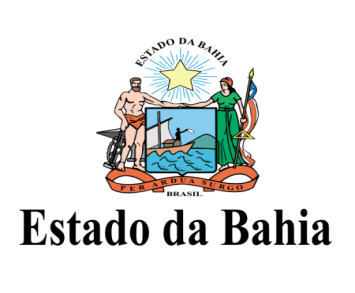 ESTADO DA BAHIA
PER ARDUA SURGO
BRASIL
Estado da Bahia